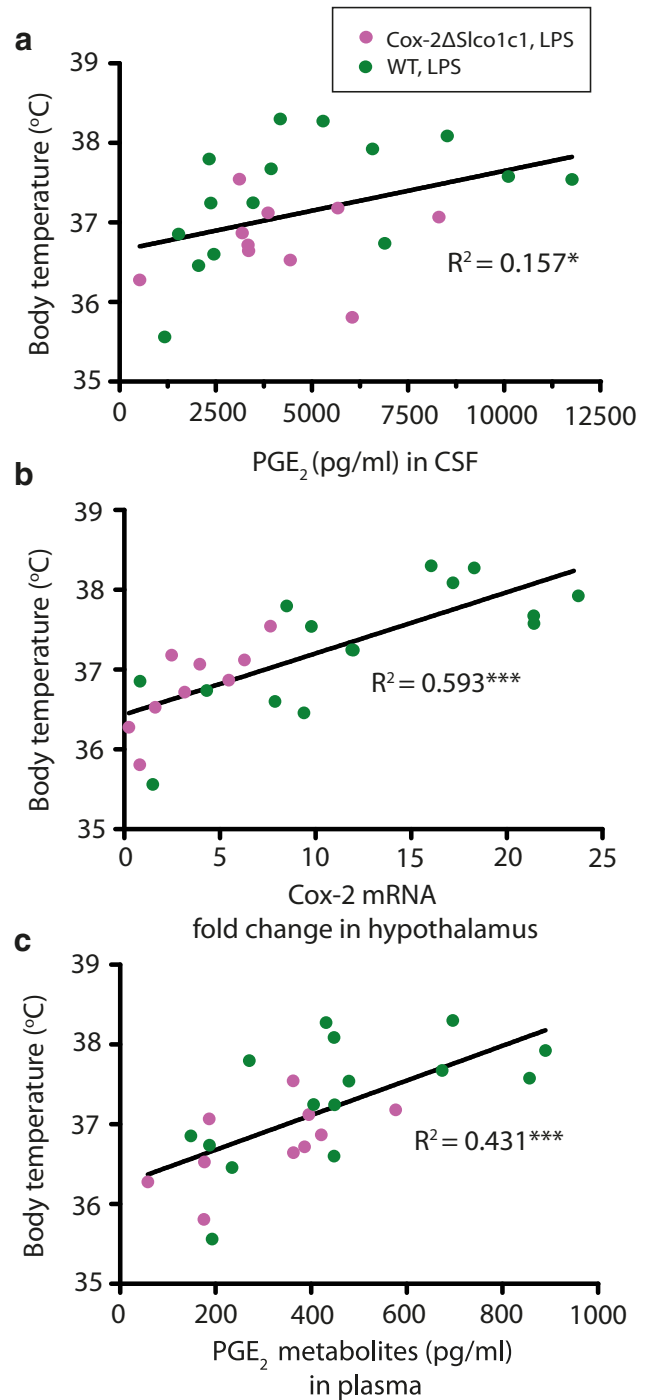 a
Cox-2ΔSlco1c1, LPS
WT, LPS
39
38
37
36
35
Body temperature (°C)
R² = 0.157*
0
2500
5000
7500
10000
12500
PGE₂ (pg/ml) in CSF
b
39
38
37
36
35
Body temperature (°C)
R² = 0.593***
0
5
10
15
20
25
Cox-2 mRNA
fold change in hypothalamus
c
39
38
37
36
35
Body temperature (°C)
R² = 0.431***
0
200
400
600
800
1000
PGE₂ metabolites (pg/ml)
in plasma